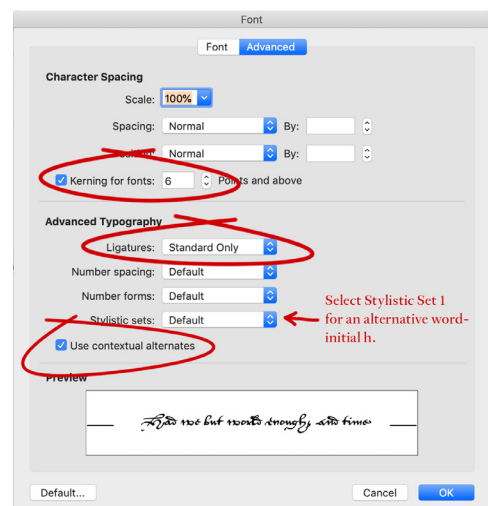 Font
Font Advanced
Character Spacing
Scale: 100%
Spacing: Normal By:
Position: Normal By:
Kerning for fonts: 6 Points and above
Advanced Typography
Ligatures: Standard Only
Number spacing: Default
Number forms: Default
Stylistic sets: Default
Select Stylistic Set 1
for an alternative word-
initial h.
Use contextual alternates
Preview
Had we but world enough, and time
Default... Cancel OK